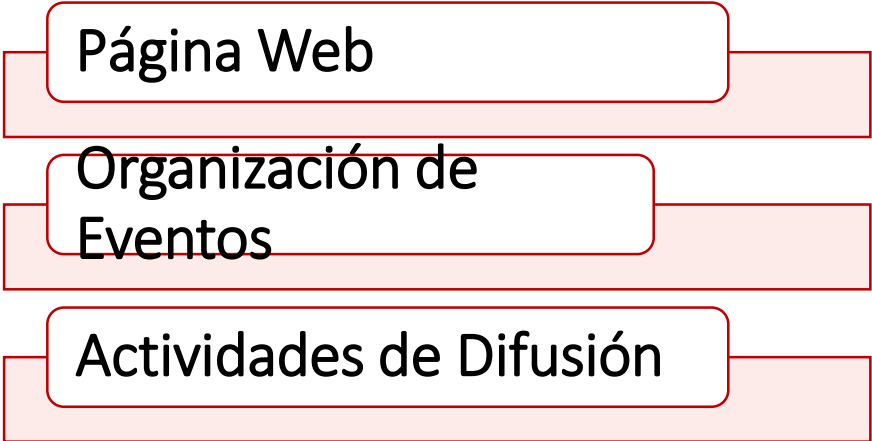 Página Web
Organización de
Eventos
Actividades de Difusión